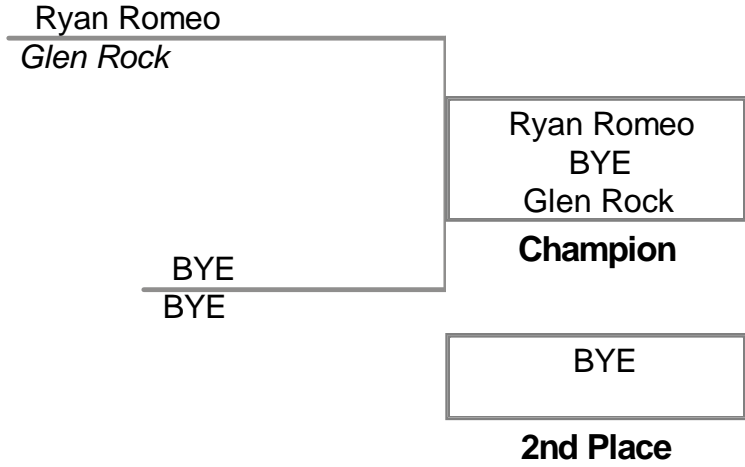 Ryan Romeo
Glen Rock
Ryan Romeo
BYE
Glen Rock
Champion
BYE
BYE
BYE
2nd Place